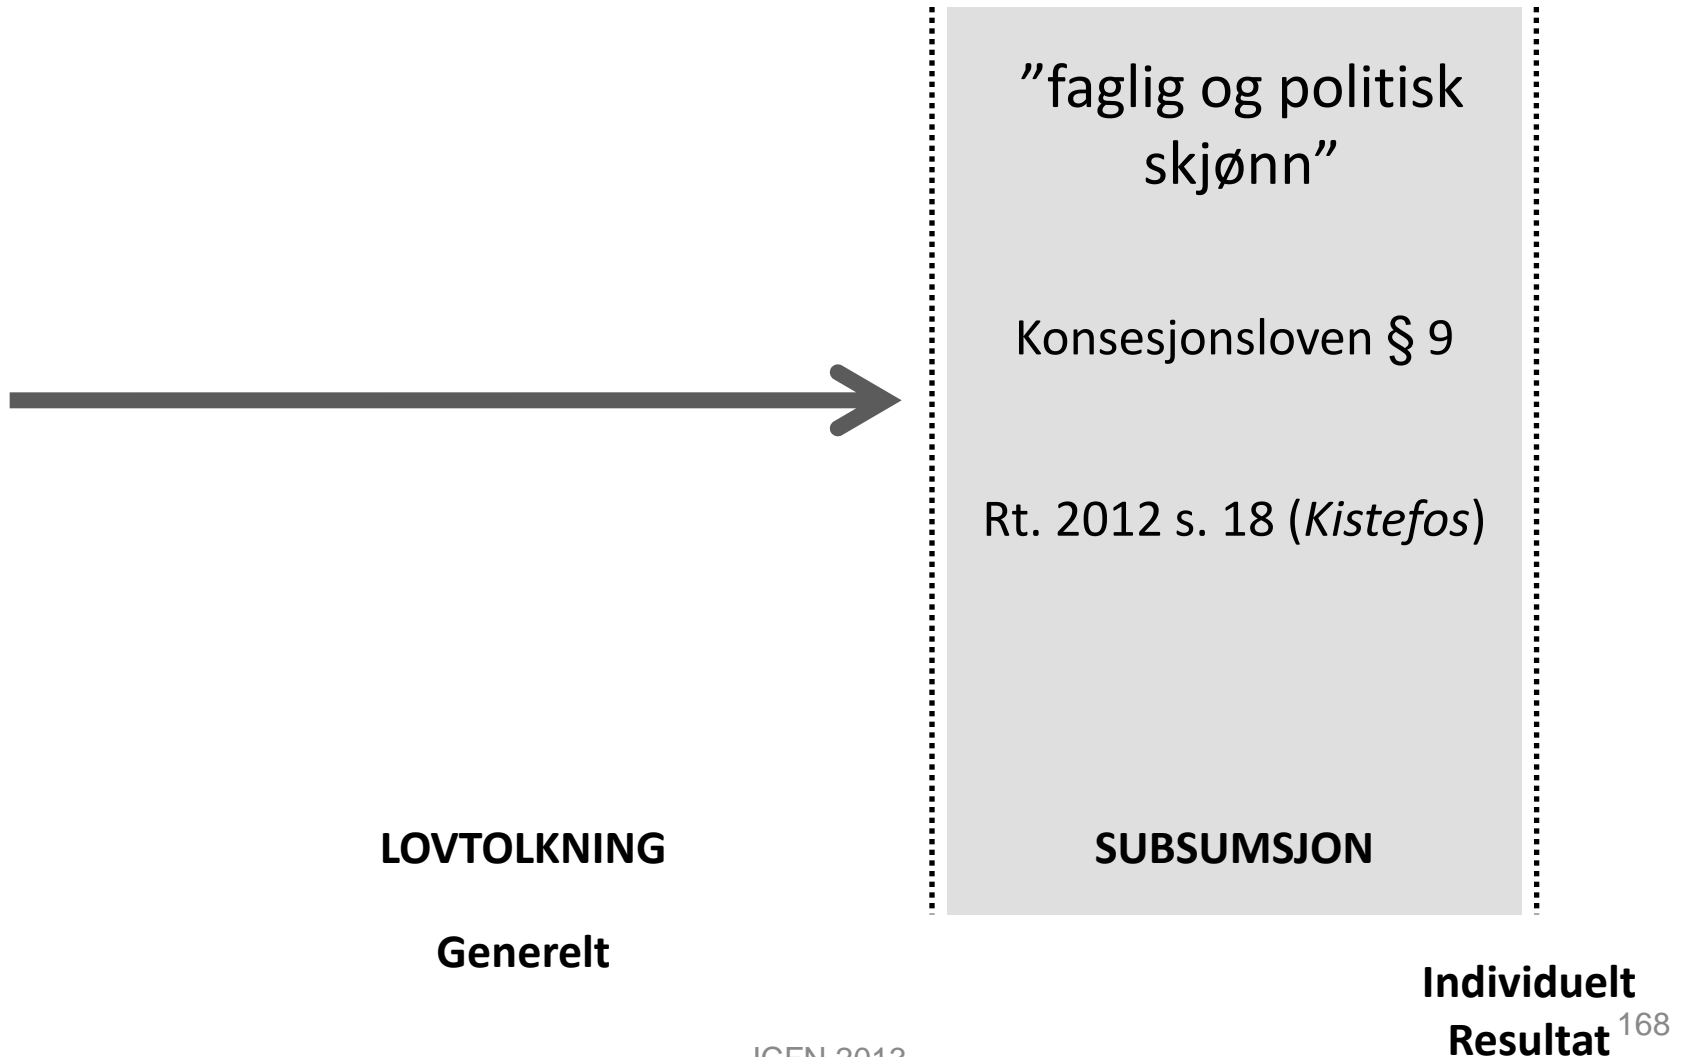 ”faglig og politisk
skjønn”
Konsesjonsloven § 9
Rt. 2012 s. 18 (Kistefos)
LOVTOLKNING
SUBSUMSJON
Generelt
Individuelt
Resultat
168